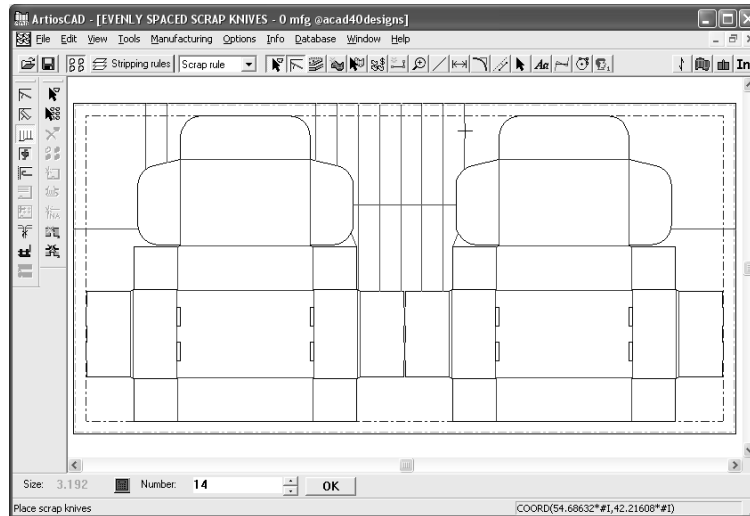 ArtiosCAD - [EVENLY SPACED SCRAP KNIVES - 0 mfg @acad40designs]
File Edit View Tools Manufacturing Options Info Database Window Help
Stripping rules Scrap rule Aa In
Size: 3.192 Number: 14 OK
Place scrap knives COORD(54.68632*#I,42.21608*#I)